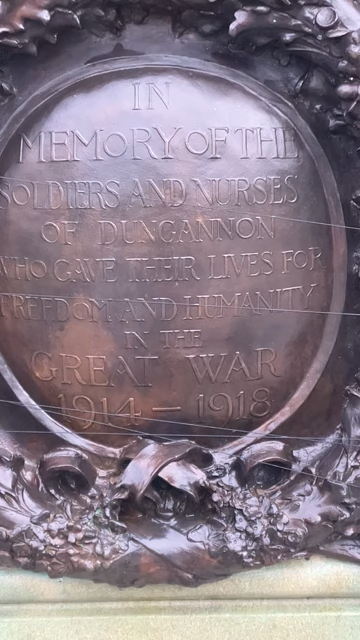 IN
MEMORY OF THE
SOLDIERS AND NURSES
OF DUNGANNON
WHO GAVE THEIR LIVES FOR
FREEDOM AND HUMANITY
IN THE
GREAT WAR
1914 – 1918